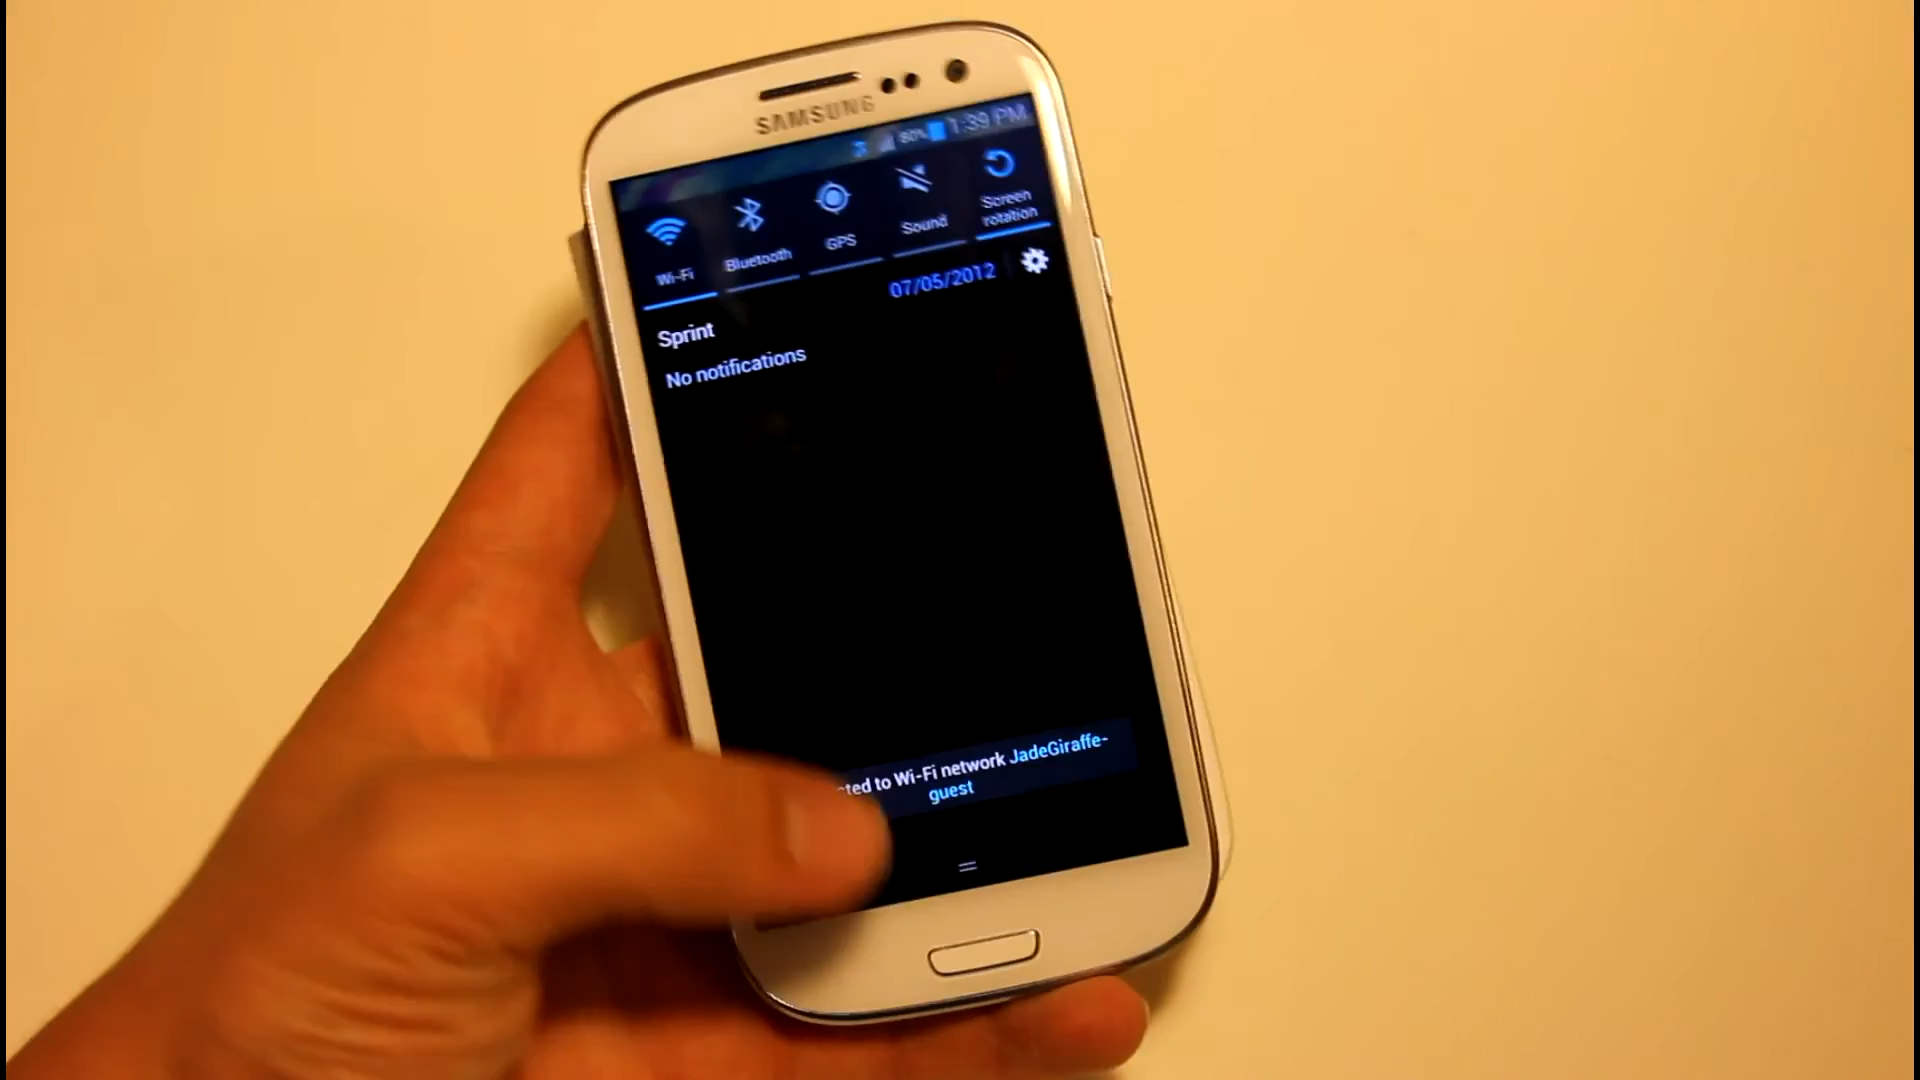 SAMSUNG
80% 1:39 PM
Wi-Fi
Bluetooth
GPS
Sound
Screen
rotation
07/05/2012
Sprint
No notifications
ted to Wi-Fi network JadeGiraffe-
guest